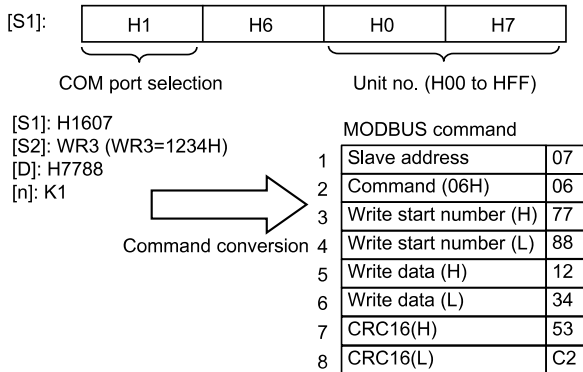 [S1]: H1 H6 H0 H7
COM port selection Unit no. (H00 to HFF)
[S1]: H1607
[S2]: WR3 (WR3=1234H)
[D]: H7788
[n]: K1
Command conversion
MODBUS command
1 Slave address 07
2 Command (06H) 06
3 Write start number (H) 77
4 Write start number (L) 88
5 Write data (H) 12
6 Write data (L) 34
7 CRC16(H) 53
8 CRC16(L) C2